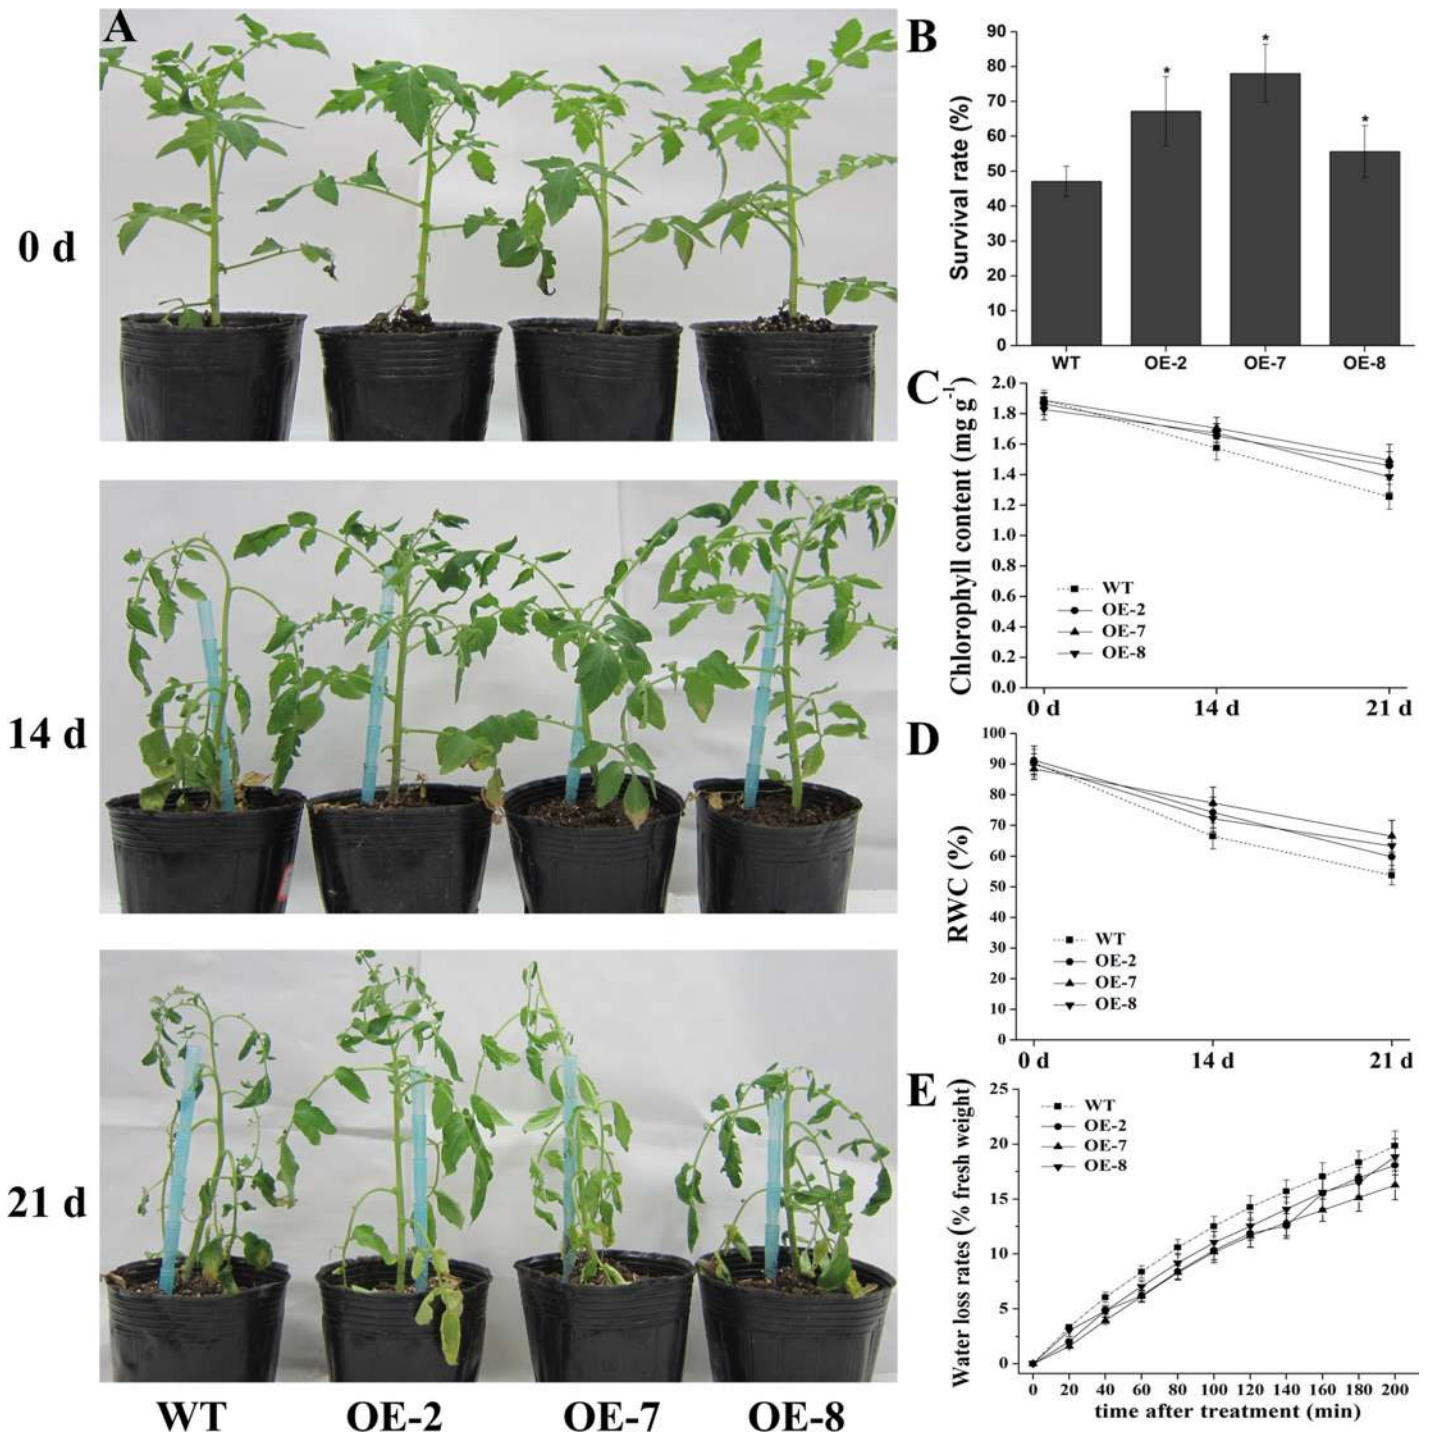 A
0 d
14 d
21 d
WT OE-2 OE-7 OE-8
B
Survival rate (%)
90
80
70
60
50
40
30
20
10
0
WT OE-2 OE-7 OE-8
* * * 
C
Chlorophyll content (mg g-1)
2.0
1.8
1.6
1.4
1.2
1.0
0.8
0.6
0.4
0.2
0.0
WT
OE-2
OE-7
OE-8
0 d 14 d 21 d
D
RWC (%)
100
90
80
70
60
50
40
30
20
10
0
WT
OE-2
OE-7
OE-8
0 d 14 d 21 d
E
Water loss rates (% fresh weight)
25
20
15
10
5
0
WT
OE-2
OE-7
OE-8
0 20 40 60 80 100 120 140 160 180 200
time after treatment (min)